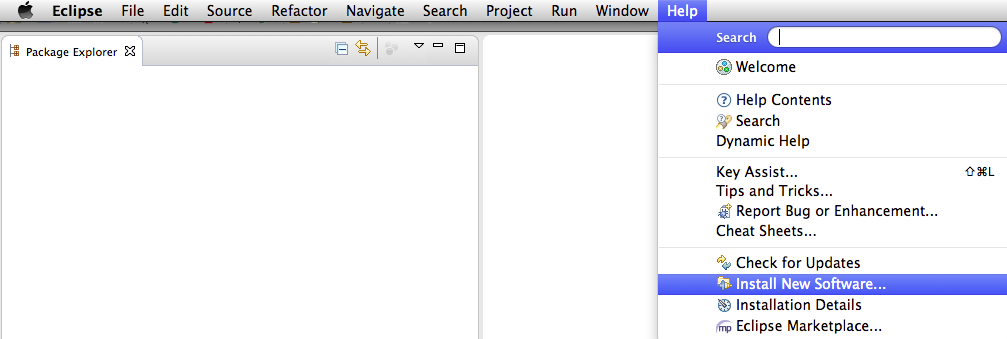 Eclipse File Edit Source Refactor Navigate Search Project Run Window Help
Package Explorer
Search
Welcome
Help Contents
Search
Dynamic Help
Key Assist... ⇧⌘L
Tips and Tricks...
Report Bug or Enhancement...
Cheat Sheets...
Check for Updates
Install New Software...
Installation Details
mp Eclipse Marketplace...